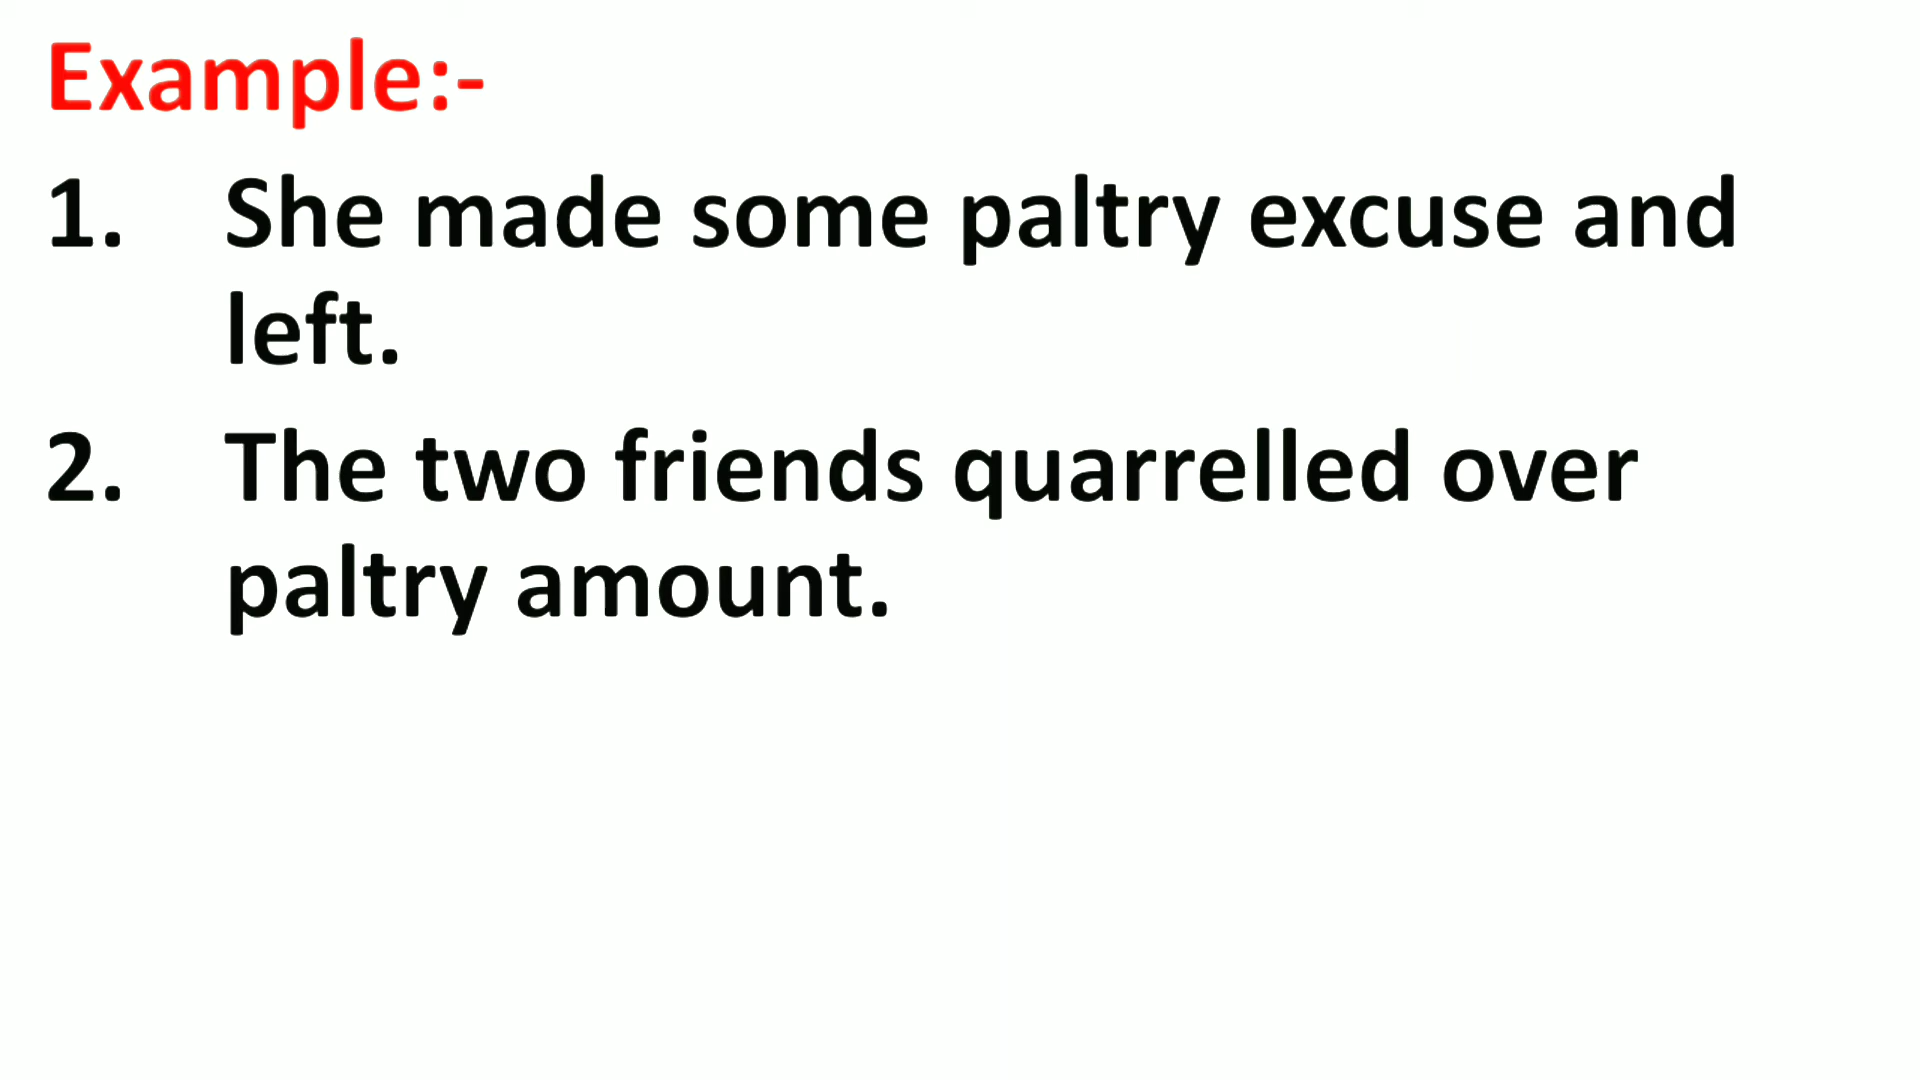 Example:-
1. She made some paltry excuse and
left.
2. The two friends quarrelled over
paltry amount.